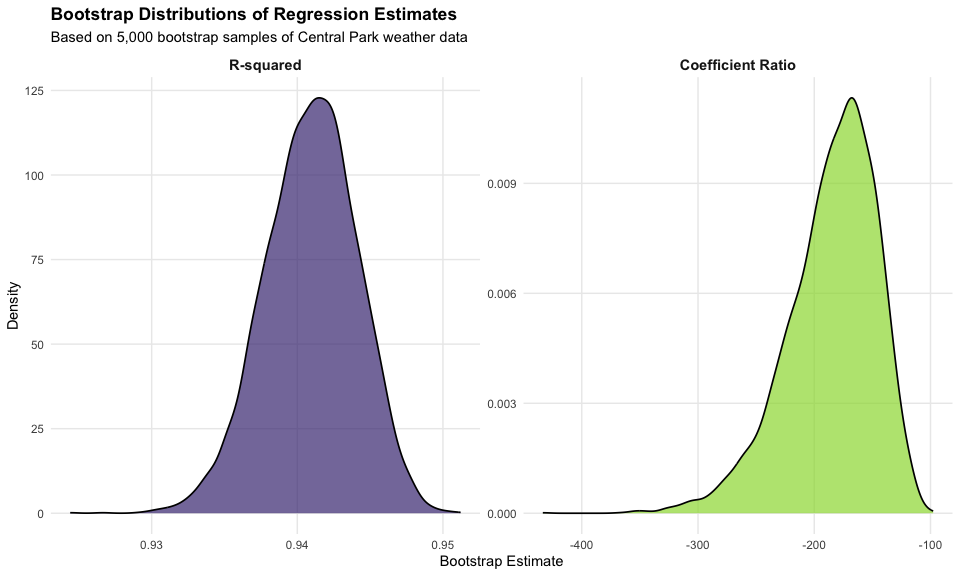 Bootstrap Distributions of Regression Estimates
Based on 5,000 bootstrap samples of Central Park weather data
R-squared
Coefficient Ratio
Density
125
100
75
50
25
0
0.93
0.94
0.95
0.009
0.006
0.003
0.000
-400
-300
-200
-100
Bootstrap Estimate